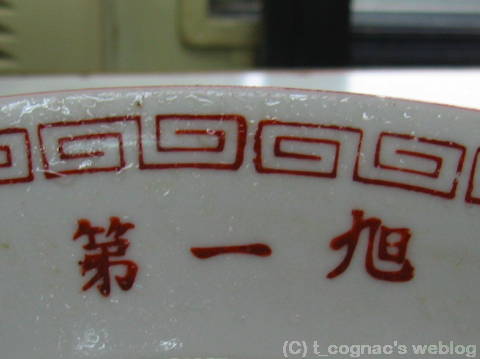 第一旭
(C) t_cognac's weblog